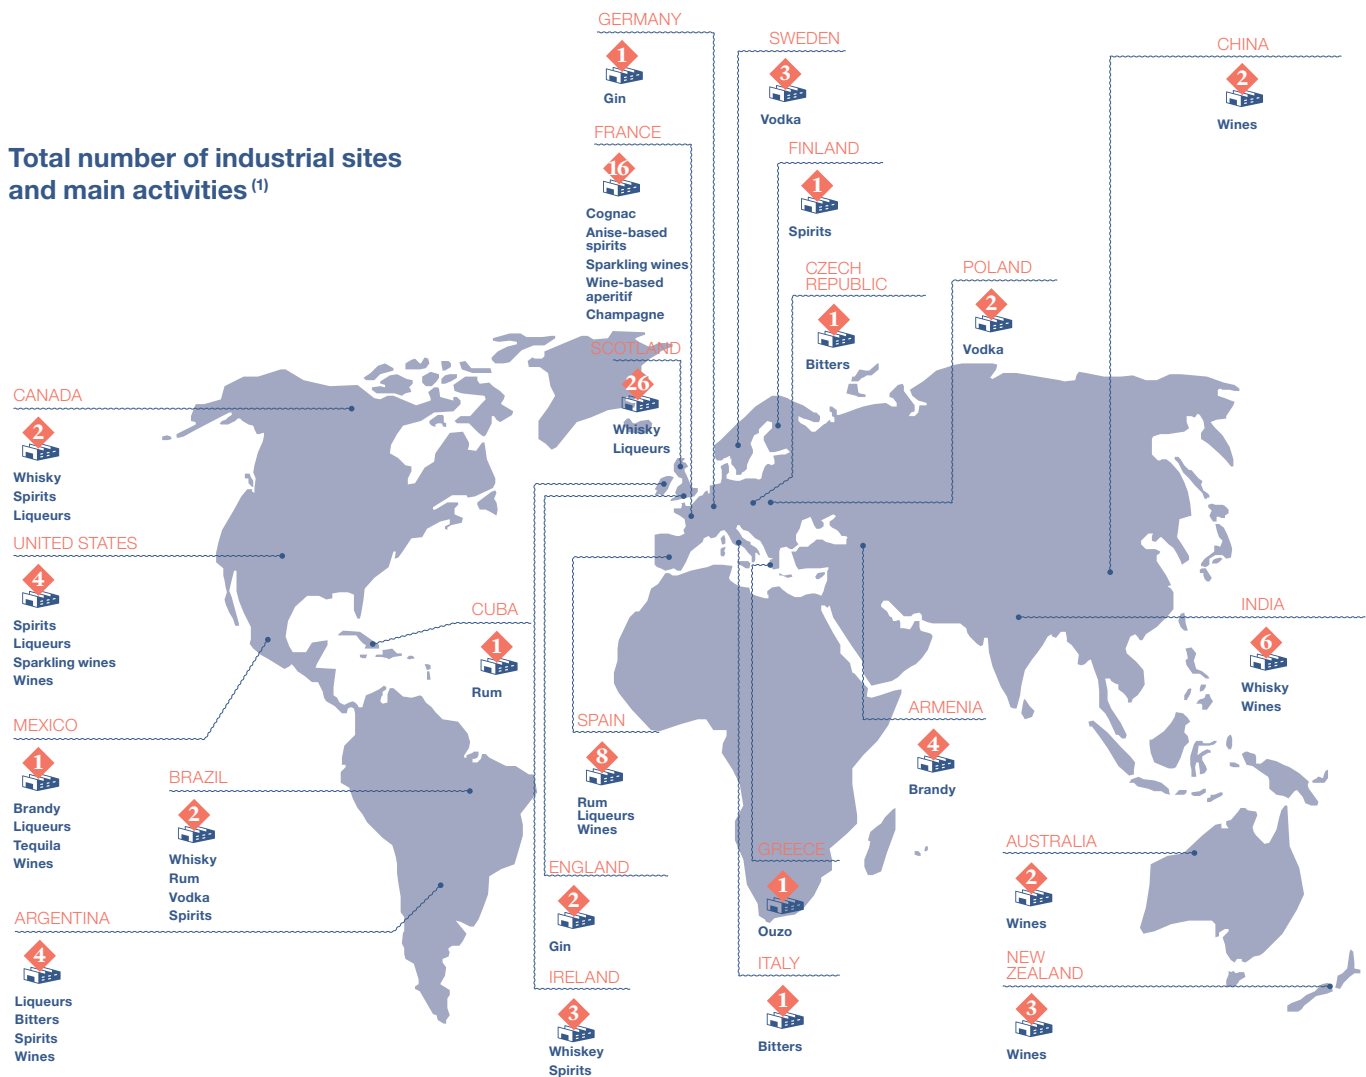 Total number of industrial sites
and main activities (1)
GERMANY
1
Gin
SWEDEN
3
Vodka
CHINA
2
Wines
FRANCE
16
Cognac
Anise-based
spirits
Sparkling wines
Wine-based
aperitif
Champagne
FINLAND
1
Spirits
CZECH
REPUBLIC
1
Bitters
POLAND
2
Vodka
SCOTLAND
26
Whisky
Liqueurs
CANADA
2
Whisky
Spirits
Liqueurs
UNITED STATES
4
Spirits
Liqueurs
Sparkling wines
Wines
CUBA
1
Rum
INDIA
6
Whisky
Wines
MEXICO
1
Brandy
Liqueurs
Tequila
Wines
BRAZIL
2
Whisky
Rum
Vodka
Spirits
SPAIN
8
Rum
Liqueurs
Wines
ARMENIA
4
Brandy
ARGENTINA
4
Liqueurs
Bitters
Spirits
Wines
ENGLAND
2
Gin
GREECE
1
Ouzo
AUSTRALIA
2
Wines
IRELAND
3
Whiskey
Spirits
ITALY
1
Bitters
NEW
ZEALAND
3
Wines